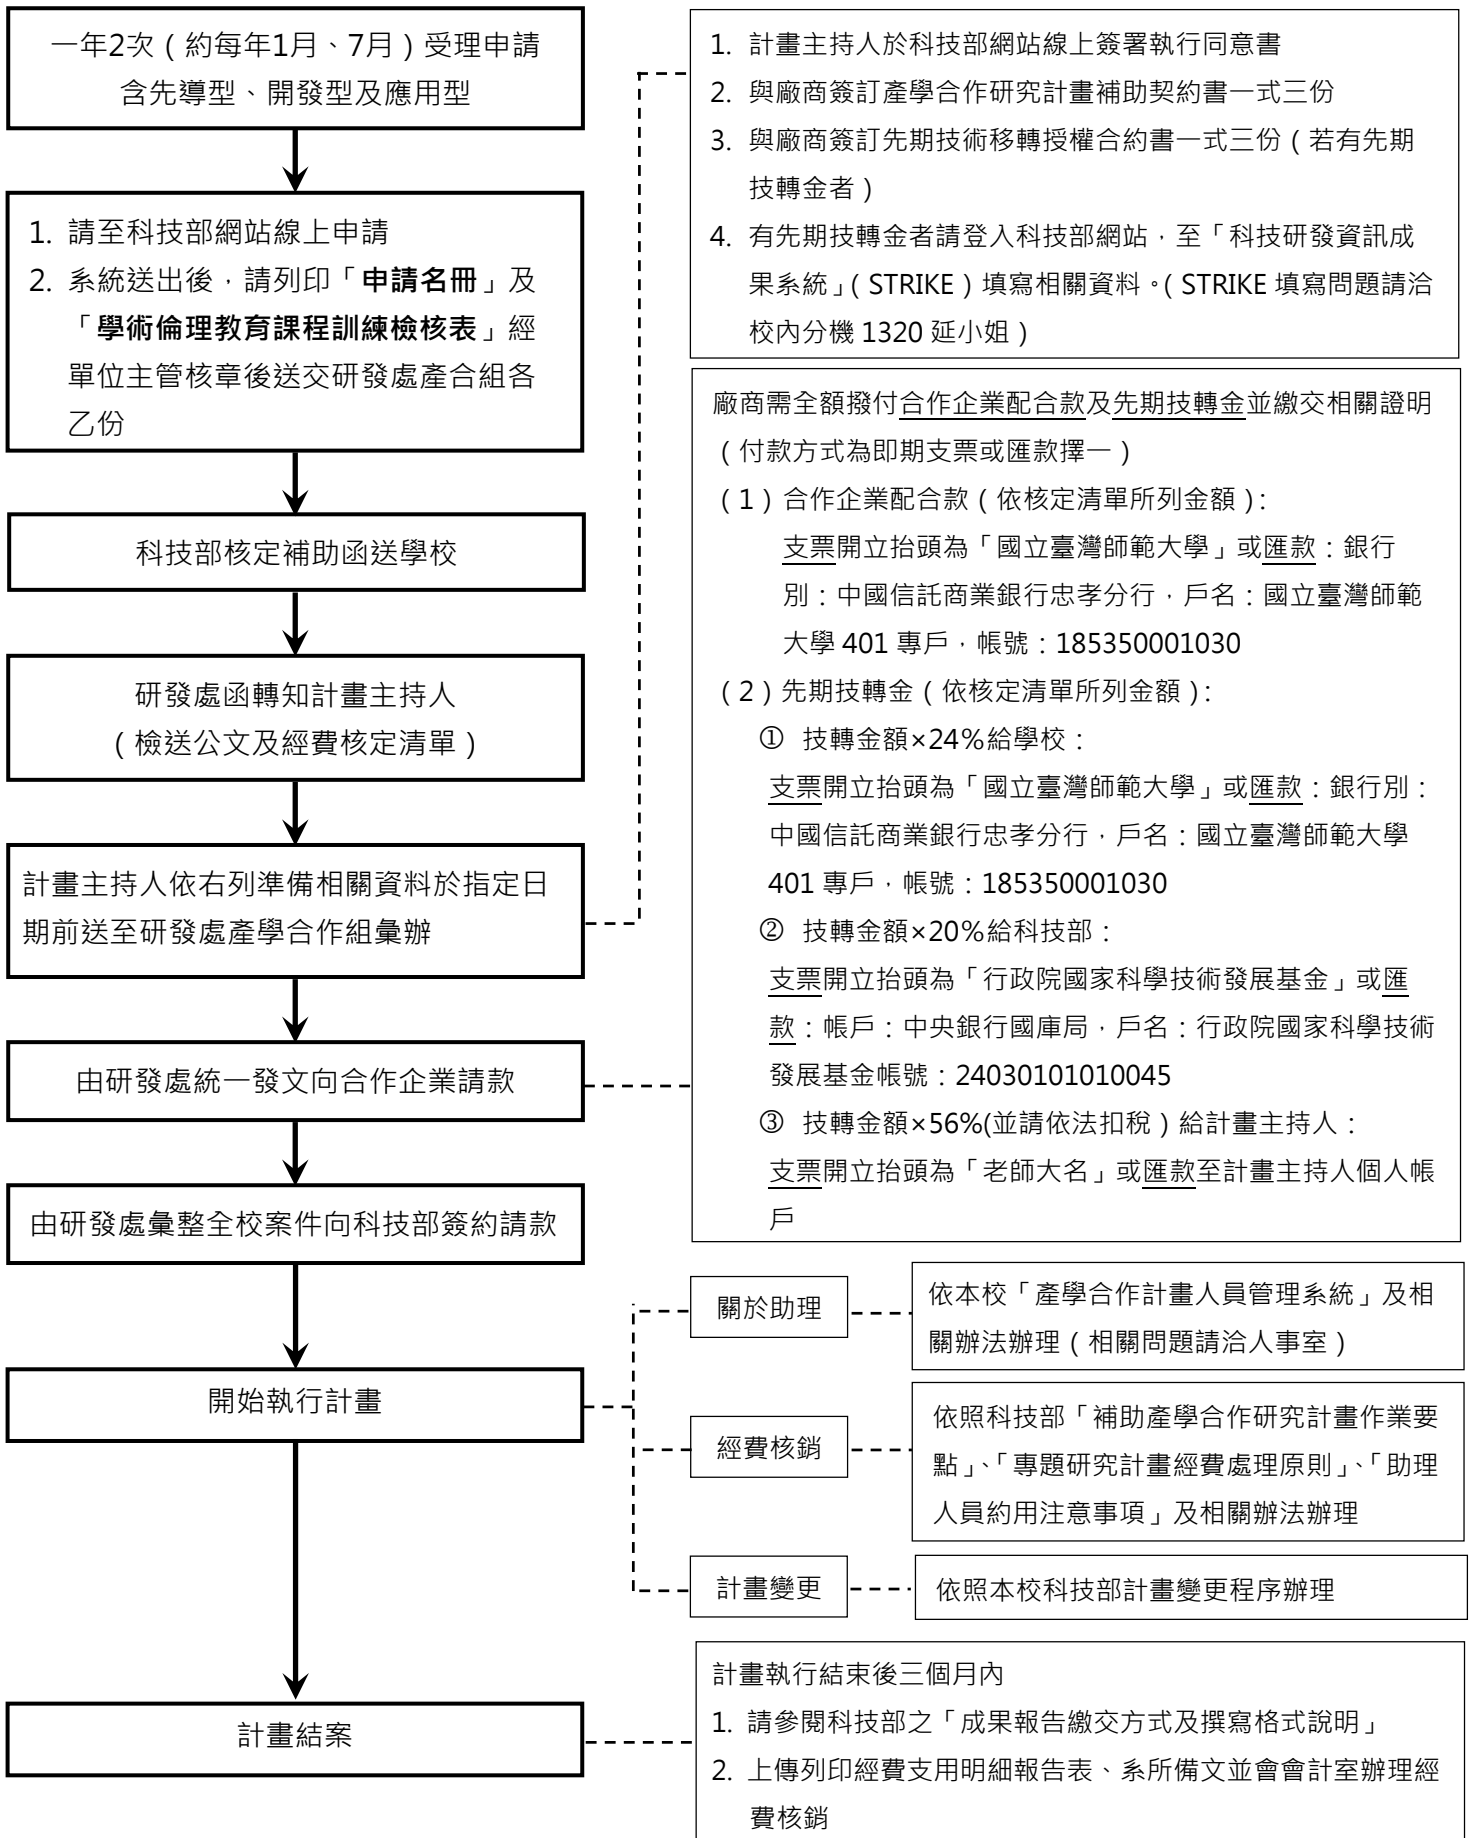 一年2次（約每年1月、7月）受理申請
含先導型、開發型及應用型
1. 請至科技部網站線上申請
2. 系統送出後，請列印「申請名冊」及
「學術倫理教育課程訓練檢核表」經
單位主管核章後送交研發處產合組各
乙份
科技部核定補助函送學校
研發處函轉知計畫主持人
（檢送公文及經費核定清單）
計畫主持人依右列準備相關資料於指定日
期前送至研發處產學合作組彙辦
1. 計畫主持人於科技部網站線上簽署執行同意書
2. 與廠商簽訂產學合作研究計畫補助契約書一式三份
3. 與廠商簽訂先期技術移轉授權合約書一式三份（若有先期
技轉金者）
4. 有先期技轉金者請登入科技部網站，至「科技研發資訊成
果系統」（STRIKE）填寫相關資料。（STRIKE 填寫問題請洽
校內分機 1320 延小姐）
由研發處統一發文向合作企業請款
廠商需全額撥付合作企業配合款及先期技轉金並繳交相關證明
（付款方式為即期支票或匯款擇一）
（1）合作企業配合款（依核定清單所列金額）：
支票開立抬頭為「國立臺灣師範大學」或匯款：銀行
別：中國信託商業銀行忠孝分行，戶名：國立臺灣師範
大學 401 專戶，帳號：185350001030
（2）先期技轉金（依核定清單所列金額）：
① 技轉金額×24%給學校：
支票開立抬頭為「國立臺灣師範大學」或匯款：銀行別：
中國信託商業銀行忠孝分行，戶名：國立臺灣師範大學
401 專戶，帳號：185350001030
② 技轉金額×20%給科技部：
支票開立抬頭為「行政院國家科學技術發展基金」或匯
款：帳戶：中央銀行國庫局，戶名：行政院國家科學技術
發展基金帳號：24030101010045
③ 技轉金額×56%(並請依法扣稅）給計畫主持人：
支票開立抬頭為「老師大名」或匯款至計畫主持人個人帳
戶
由研發處彙整全校案件向科技部簽約請款
開始執行計畫
關於助理
依本校「產學合作計畫人員管理系統」及相
關辦法辦理（相關問題請洽人事室）
經費核銷
依照科技部「補助產學合作研究計畫作業要
點」、「專題研究計畫經費處理原則」、「助理
人員約用注意事項」及相關辦法辦理
計畫變更
依照本校科技部計畫變更程序辦理
計畫結案
計畫執行結束後三個月內
1. 請參閱科技部之「成果報告繳交方式及撰寫格式說明」
2. 上傳列印經費支用明細報告表、系所備文並會會計室辦理經
費核銷